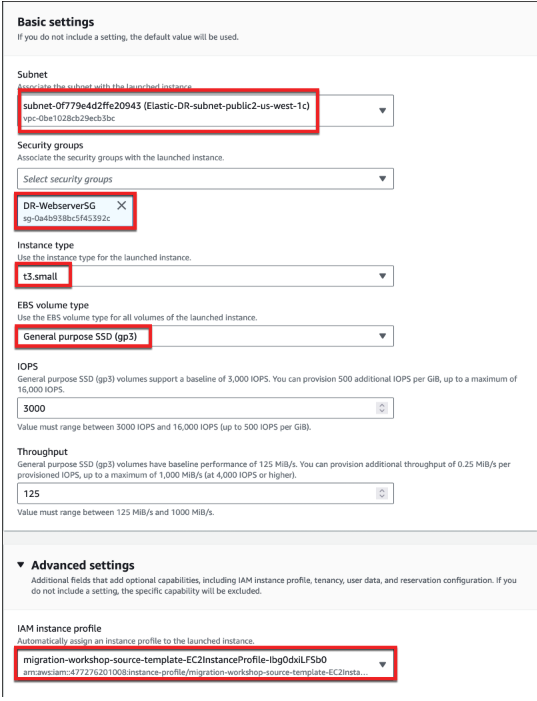 Basic settings
If you do not include a setting, the default value will be used.
Subnet
Associate the subnet with the launched instance.
subnet-0f779e4d2ffe20943 (Elastic-DR-subnet-public2-us-west-1c)
vpc-0be1028cb29ecb3bc
Security groups
Associate the security groups with the launched instance.
Select security groups
DR-WebserverSG
sg-0a4b938bc5f45392c
Instance type
Use the instance type for the launched instance.
t3.small
EBS volume type
Use the EBS volume type for all volumes of the launched instance.
General purpose SSD (gp3)
IOPS
General purpose SSD (gp3) volumes support a baseline of 3,000 IOPS. You can provision 500 additional IOPS per GiB, up to a maximum of
16,000 IOPS.
3000
Value must range between 3000 IOPS and 16,000 IOPS (up to 500 IOPS per GiB).
Throughput
General purpose SSD (gp3) volumes have baseline performance of 125 MiB/s. You can provision additional throughput of 0.25 MiB/s per
provisioned IOPS, up to a maximum of 1,000 MiB/s (at 4,000 IOPS or higher).
125
Value must range between 125 MiB/s and 1000 MiB/s.
Advanced settings
Additional fields that add optional capabilities, including IAM instance profile, tenancy, user data, and reservation configuration. If you
do not include a setting, the specific capability will be excluded.
IAM instance profile
Automatically assign an instance profile to the launched instance.
migration-workshop-source-template-EC2InstanceProfile-Ibg0dxiLFSb0
arn:aws:iam::477276201008:instance-profile/migration-workshop-source-template-EC2Insta...